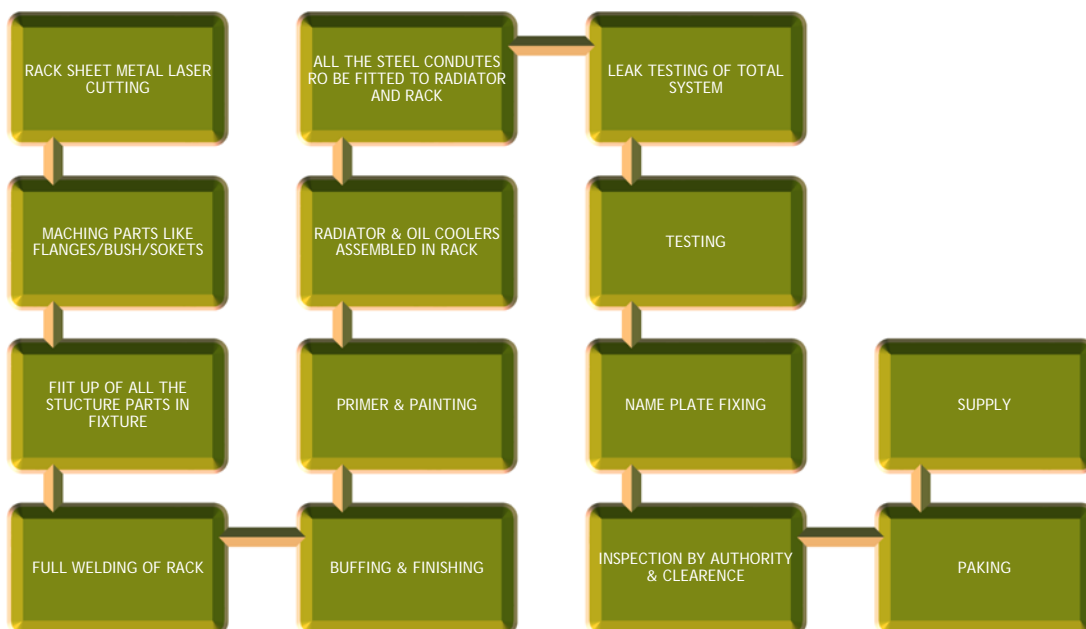 RACK SHEET METAL LASER
CUTTING
MACHING PARTS LIKE
FLANGES/BUSH/SOKETS
FIIT UP OF ALL THE
STUCTURE PARTS IN
FIXTURE
FULL WELDING OF RACK
BUFFING & FINISHING
PRIMER & PAINTING
RADIATOR & OIL COOLERS
ASSEMBLED IN RACK
ALL THE STEEL CONDUTES
RO BE FITTED TO RADIATOR
AND RACK
LEAK TESTING OF TOTAL
SYSTEM
TESTING
NAME PLATE FIXING
INSPECTION BY AUTHORITY
& CLEARENCE
PAKING
SUPPLY